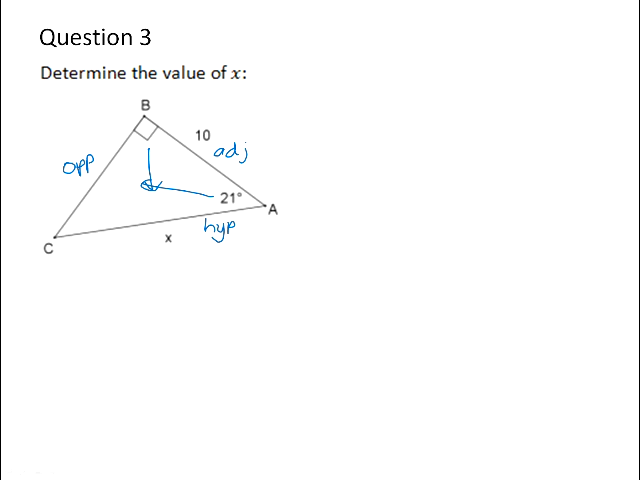 Question 3
Determine the value of x:
B
10
adj
opp
21°
A
hyp
x
C